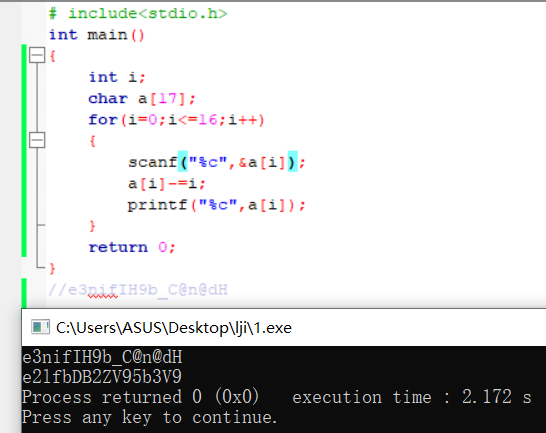 # include<stdio.h>
int main()
{
int i;
char a[17];
for(i=0;i<=16;i++)
{
scanf("%c",&a[i]);
a[i]-=i;
printf("%c",a[i]);
}
return 0;
}
//e3nifIH9b_C@n@dH
C:\Users\ASUS\Desktop\lji\1.exe
e3nifIH9b_C@n@dH
e2lfbDB2ZV95b3V9
Process returned 0 (0x0) execution time : 2.172 s
Press any key to continue.